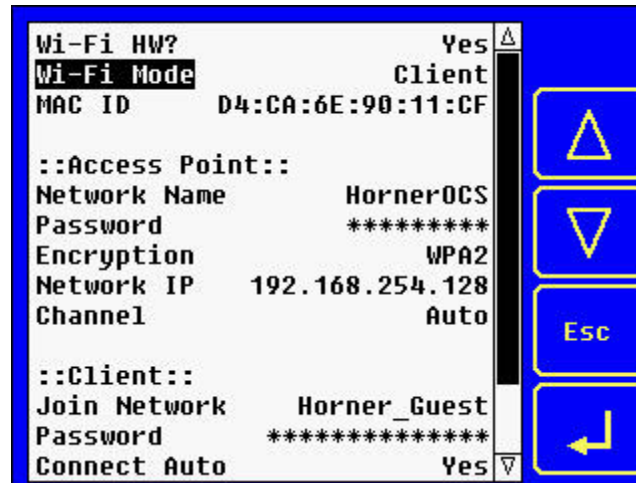 Wi-Fi HW? Yes
Wi-Fi Mode Client
MAC ID D4:CA:6E:90:11:CF
::Access Point::
Network Name HornerOCS
Password *********
Encryption WPA2
Network IP 192.168.254.128
Channel Auto
Esc
::Client::
Join Network Horner_Guest
Password **************
Connect Auto Yes